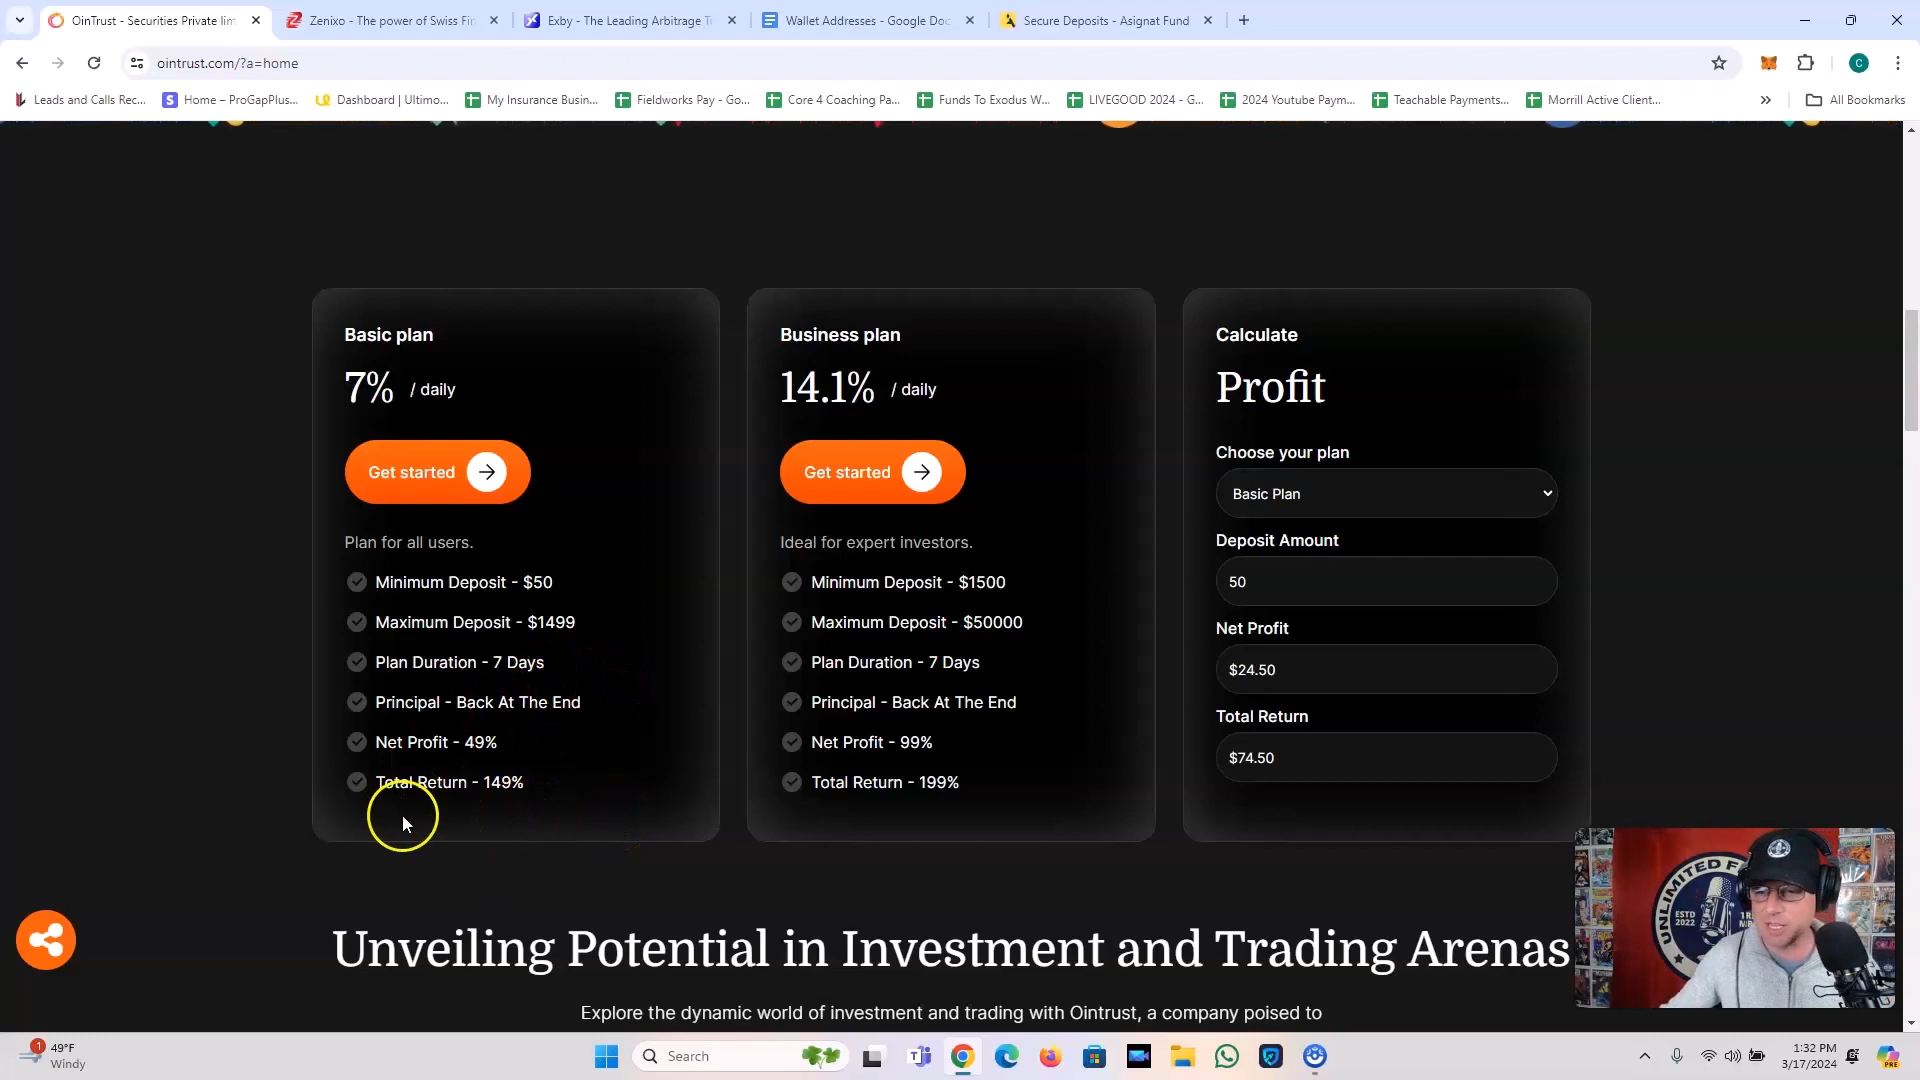 OinTrust - Securities Private lim
Zenixo - The power of Swiss Fin
Exby - The Leading Arbitrage Tr
Wallet Addresses - Google Doc
Secure Deposits - Asignat Fund
ointrust.com/?a=home
C
Leads and Calls Rec...
Home – ProGapPlus...
Dashboard | Ultimo...
My Insurance Busin...
Fieldworks Pay - Go...
Core 4 Coaching Pa...
Funds To Exodus W...
LIVEGOOD 2024 - G...
2024 Youtube Paym...
Teachable Payments...
Morrill Active Client...
All Bookmarks
Basic plan
7% / daily
Get started
Plan for all users.
Minimum Deposit - $50
Maximum Deposit - $1499
Plan Duration - 7 Days
Principal - Back At The End
Net Profit - 49%
Total Return - 149%
Business plan
14.1% / daily
Get started
Ideal for expert investors.
Minimum Deposit - $1500
Maximum Deposit - $50000
Plan Duration - 7 Days
Principal - Back At The End
Net Profit - 99%
Total Return - 199%
Calculate
Profit
Choose your plan
Basic Plan
Deposit Amount
50
Net Profit
$24.50
Total Return
$74.50
Unveiling Potential in Investment and Trading Arenas
Explore the dynamic world of investment and trading with Ointrust, a company poised to
UNLIMITED
ESTD
2022
1
49°F
Windy
Search
1:32 PM
3/17/2024
PRE